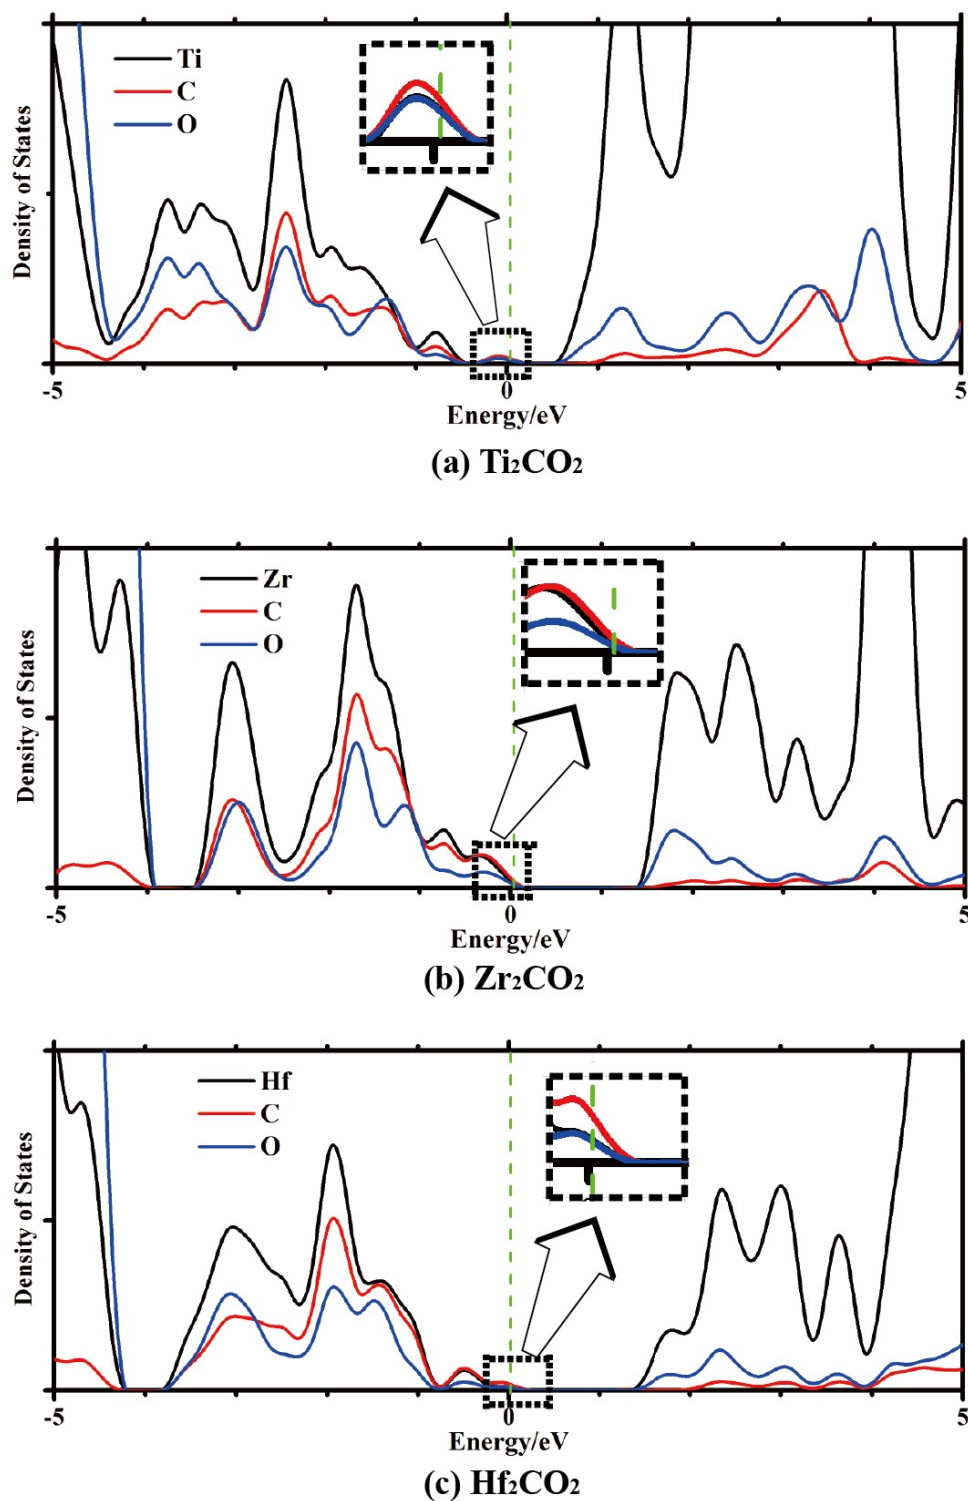 Density of States
Ti
C
O
-5
0
5
Energy/eV
(a) Ti₂CO₂
Density of States
Zr
C
O
-5
0
5
Energy/eV
(b) Zr₂CO₂
Density of States
Hf
C
O
-5
0
5
Energy/eV
(c) Hf₂CO₂